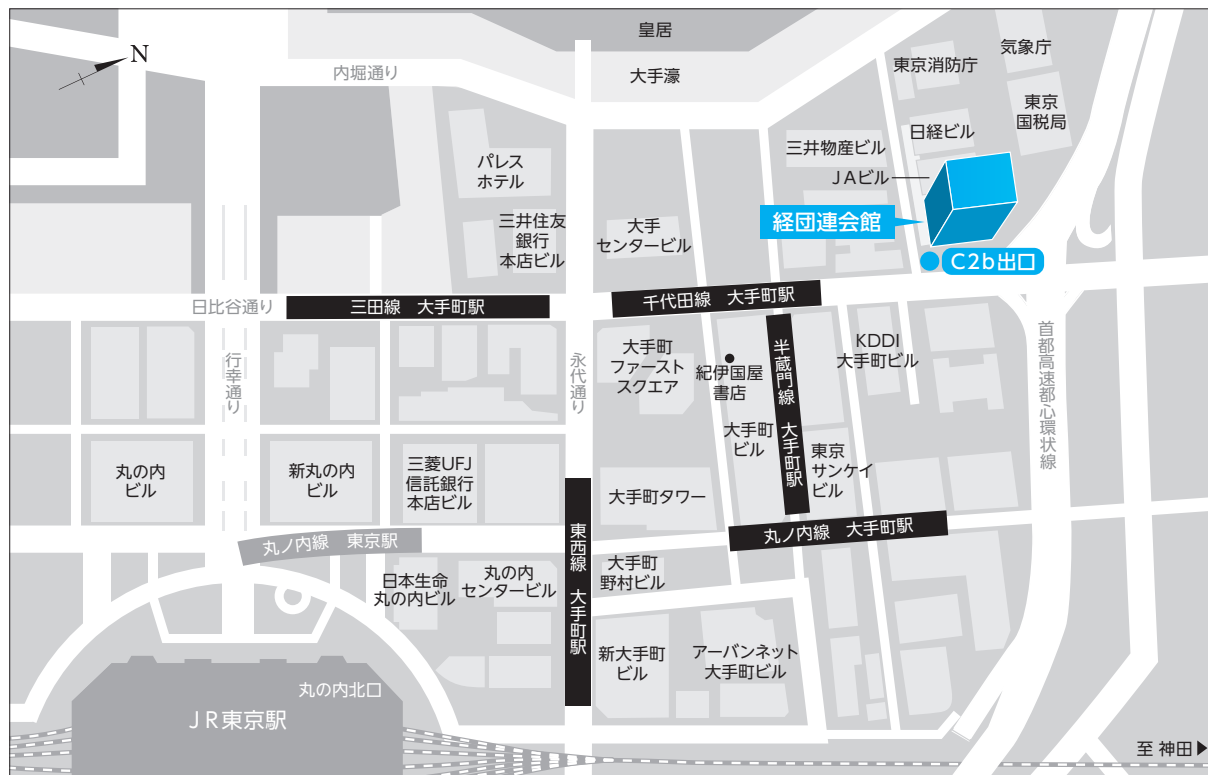 皇居
気象庁
N
内堀通り
大手濠
東京消防庁
東京
国税局
日経ビル
三井物産ビル
パレス
ホテル
JAビル
三井住友
銀行
本店ビル
大手
センタービル
経団連会館
C2b出口
日比谷通り
三田線 大手町駅
千代田線 大手町駅
行幸通り
永代通り
大手町
ファースト
スクエア
紀伊国屋
書店
半蔵門線 大手町駅
KDDI
大手町ビル
首都高速都心環状線
大手町
ビル
丸の内
ビル
新丸の内
ビル
三菱UFJ
信託銀行
本店ビル
大手町タワー
東京
サンケイ
ビル
丸ノ内線 東京駅
東西線 大手町駅
丸ノ内線 大手町駅
日本生命
丸の内ビル
丸の内
センタービル
大手町
野村ビル
新大手町
ビル
アーバンネット
大手町ビル
丸の内北口
JR東京駅
至 神田▶